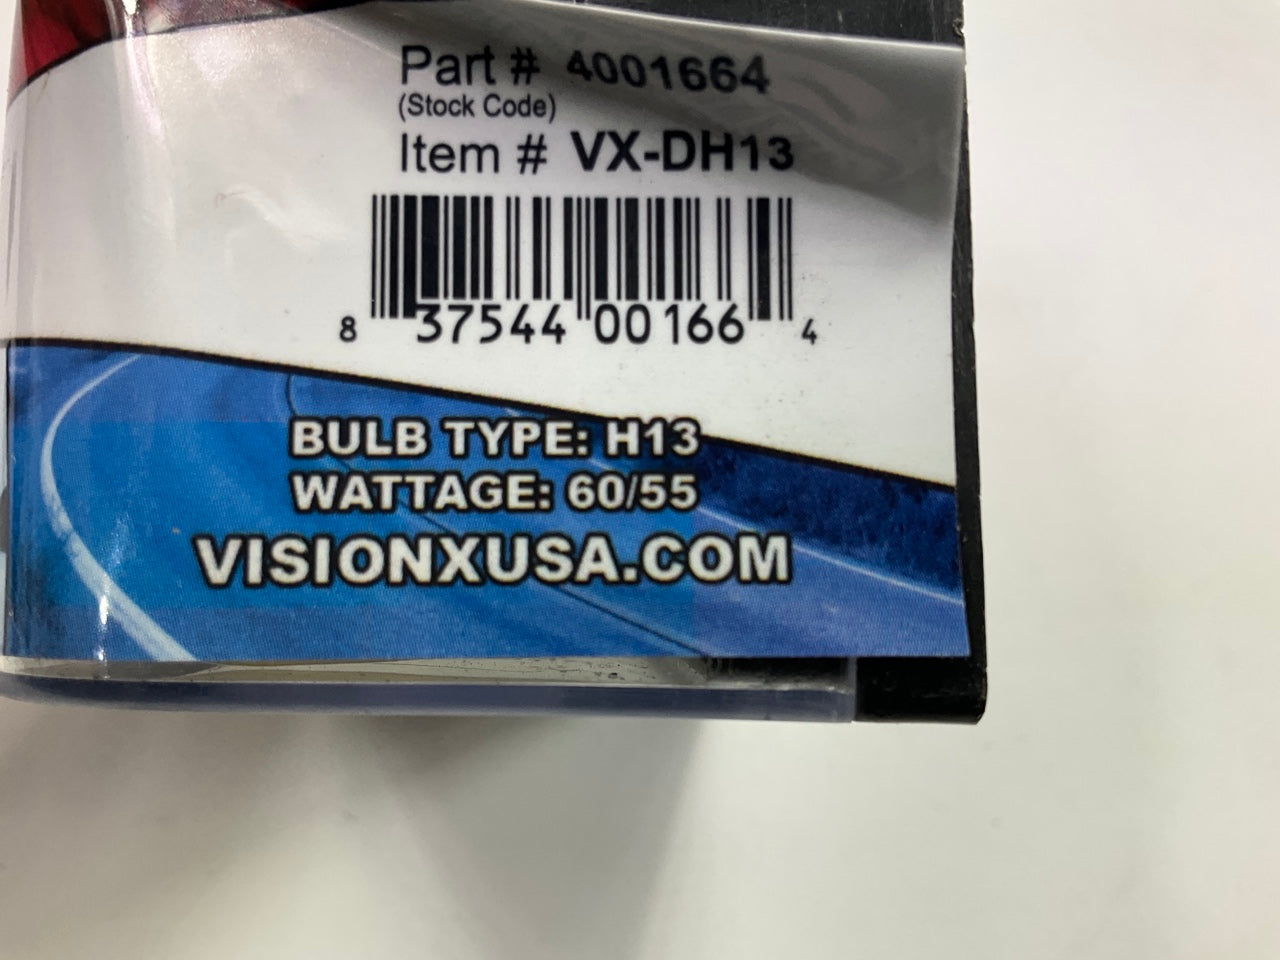 Part # 4001664
(Stock Code)
Item # VX-DH13
8 37544 00166 4
BULB TYPE: H13
WATTAGE: 60/55
VISIONXUSA.COM